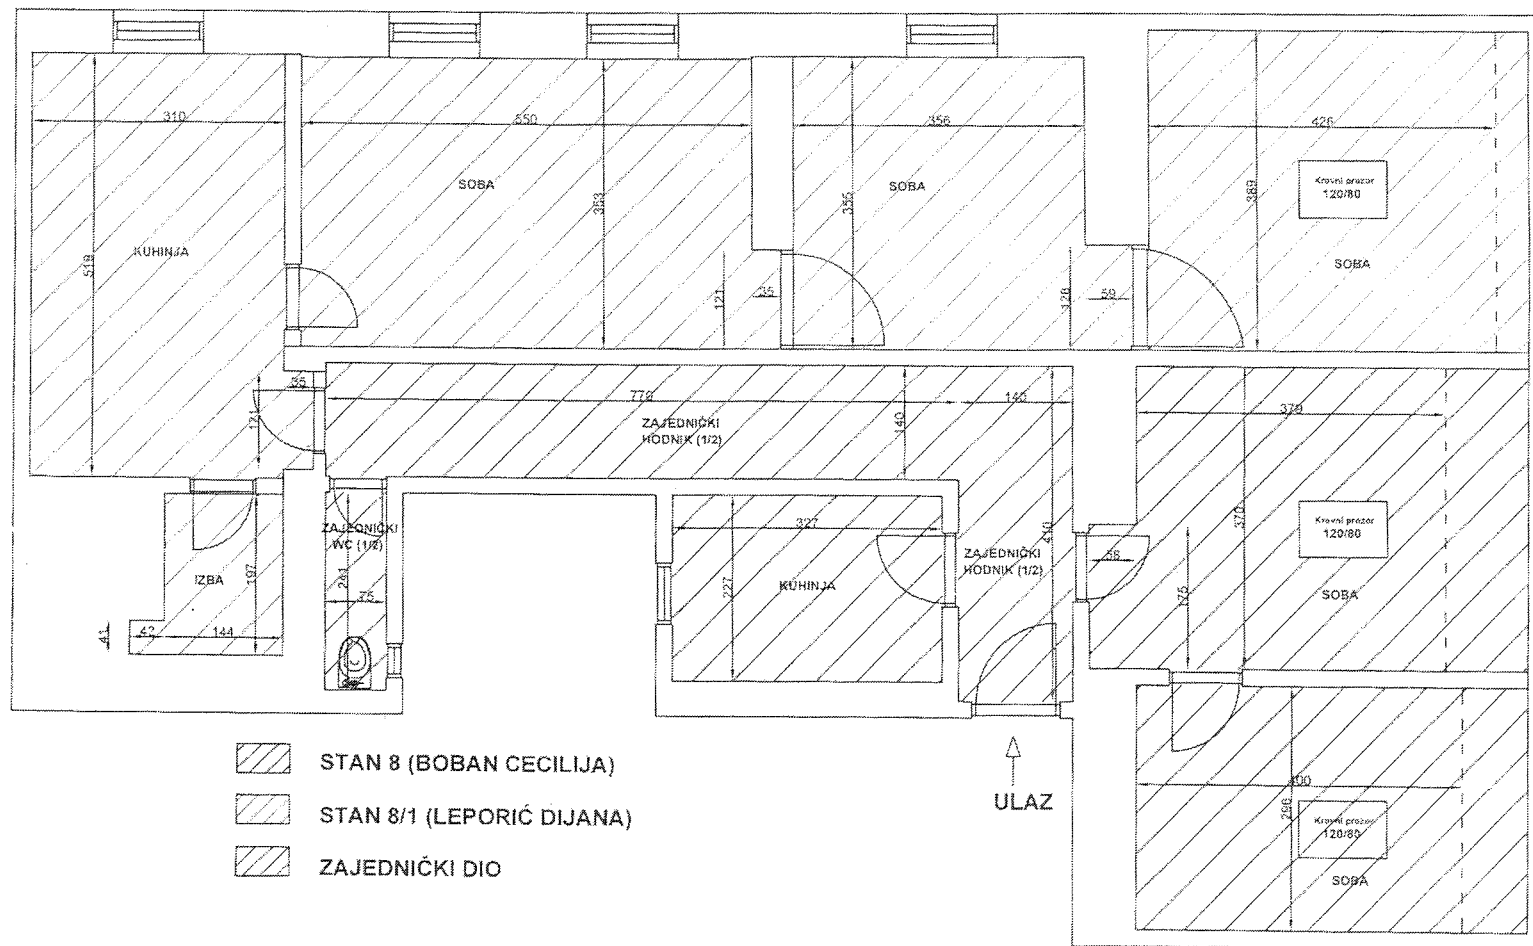 310
550
356
426
Krovni prozor
120/80
SOBA
SOBA
353
355
389
KUHINJA
519
SOBA
121
35
126
59
35
121
779
140
379
ZAJEDNIČKI
HODNIK (1/2)
140
370
Krovni prozor
120/80
327
ZAJEDNIČKI
WC (1/2)
ZAJEDNIČKI
HODNIK (1/2)
410
58
IZBA
197
241
75
227
KUHINJA
175
SOBA
41
42
144
STAN 8 (BOBAN CECILIJA)
STAN 8/1 (LEPORIĆ DIJANA)
ZAJEDNIČKI DIO
ULAZ
400
296
Krovni prozor
120/80
SOBA